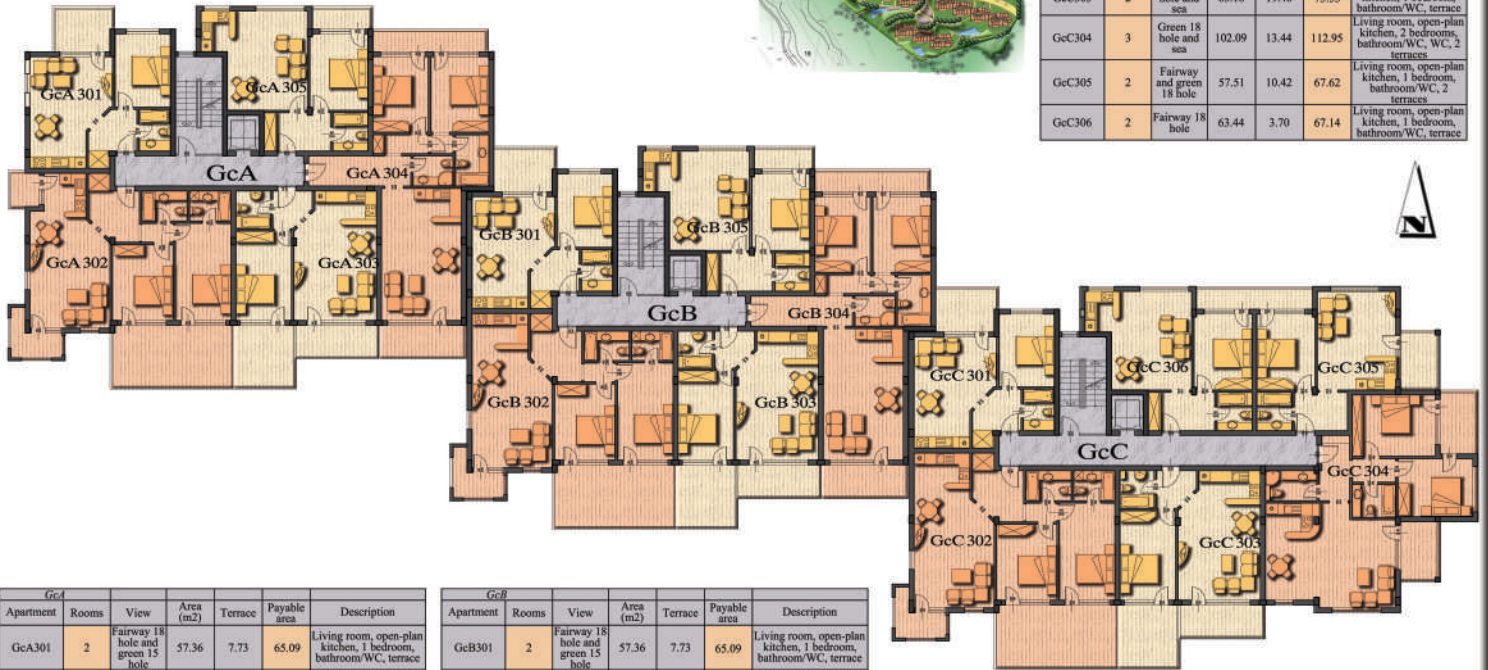 hole and sea
kitchen, 1 bedroom,
bathroom/WC, terrace
GcC304 3 Green 18 hole and sea 102.09 13.44 112.95 Living room, open-plan kitchen, 2 bedrooms, bathroom/WC, WC, 2 terraces
GcC305 2 Fairway and green 18 hole 57.51 10.42 67.62 Living room, open-plan kitchen, 1 bedroom, bathroom/WC, 2 terraces
GcC306 2 Fairway 18 hole 63.44 3.70 67.14 Living room, open-plan kitchen, 1 bedroom, bathroom/WC, terrace
N
GcA 301
GcA 305
GcA
GcA 304
GcA 302
GcA 303
GcB 301
GcB 305
GcB
GcB 304
GcB 302
GcB 303
GcC 301
GcC 306
GcC 305
GcC
GcC 304
GcC 302
GcC 303
GcA
Apartment Rooms View Area (m2) Terrace Payable area Description
GcA301 2 Fairway 18 hole and green 15 hole 57.36 7.73 65.09 Living room, open-plan kitchen, 1 bedroom, bathroom/WC, terrace
GcB
Apartment Rooms View Area (m2) Terrace Payable area Description
GcB301 2 Fairway 18 hole and green 15 hole 57.36 7.73 65.09 Living room, open-plan kitchen, 1 bedroom, bathroom/WC, terrace